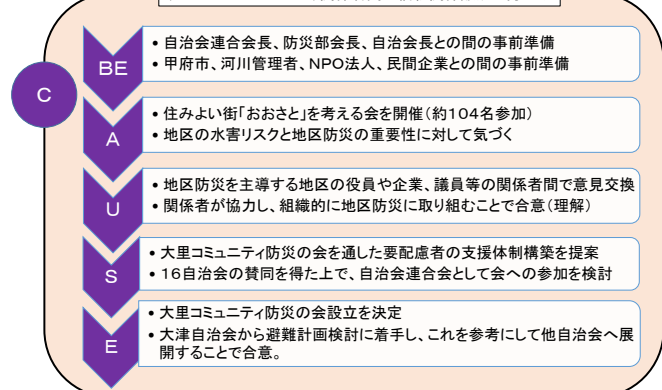 C
BE
• 自治会連合会長、防災部会長、自治会長との間の事前準備
• 甲府市、河川管理者、NPO法人、民間企業との間の事前準備
A
• 住みよい街「おおさと」を考える会を開催(約104名参加)
• 地区の水害リスクと地区防災の重要性に対して気づく
U
• 地区防災を主導する地区の役員や企業、議員等の関係者間で意見交換
• 関係者が協力し、組織的に地区防災に取り組むことで合意(理解)
S
• 大里コミュニティ防災の会を通した要配慮者の支援体制構築を提案
• 16自治会の賛同を得た上で、自治会連合会として会への参加を検討
E
• 大里コミュニティ防災の会設立を決定
• 大津自治会から避難計画検討に着手し、これを参考にして他自治会へ展
開することで合意。